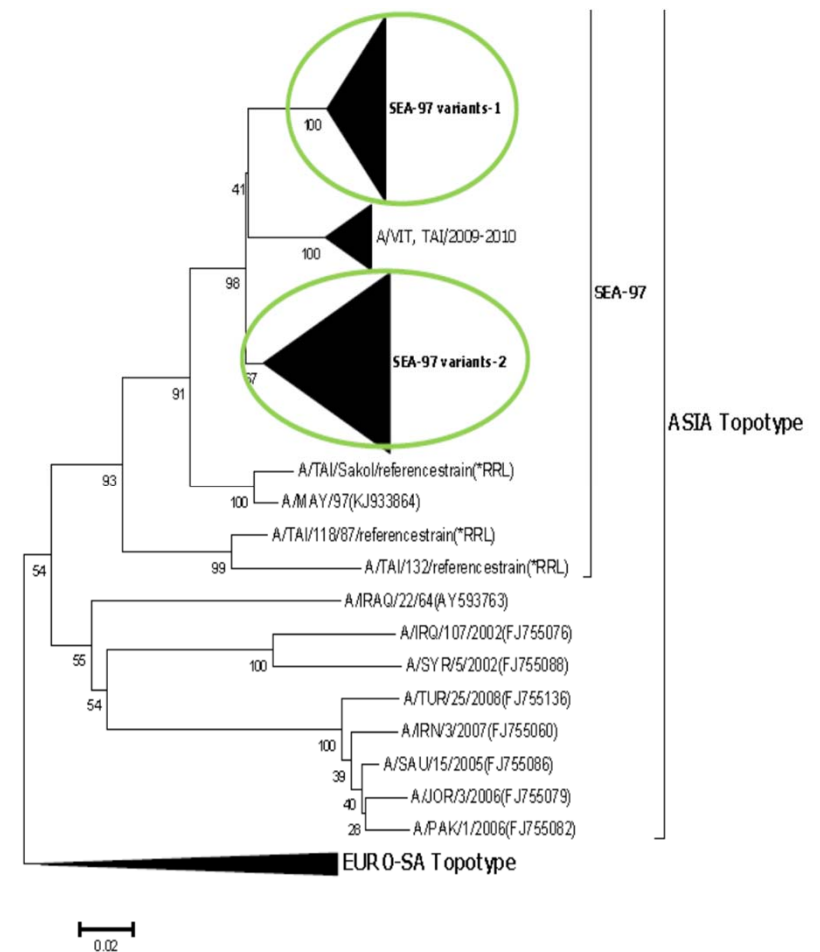 SEA-97 variants-1
100
41
A/VIT, TAI/2009-2010
100
98
SEA-97
SEA-97 variants-2
67
91
ASIA Topotype
A/TAI/Sakol/referencestrain(*RRL)
93
100
A/MAY/97(KJ933864)
A/TAI/118/87/referencestrain(*RRL)
99
A/TAI/132/referencestrain(*RRL)
54
A/IRAQ/22/64(AY593763)
A/IRQ/107/2002(FJ755076)
55
100
A/SYR/5/2002(FJ755088)
54
A/TUR/25/2008(FJ755136)
A/IRN/3/2007(FJ755060)
100
A/SAU/15/2005(FJ755086)
39
A/JOR/3/2006(FJ755079)
40
28
A/PAK/1/2006(FJ755082)
EURO-SA Topotype
0.02